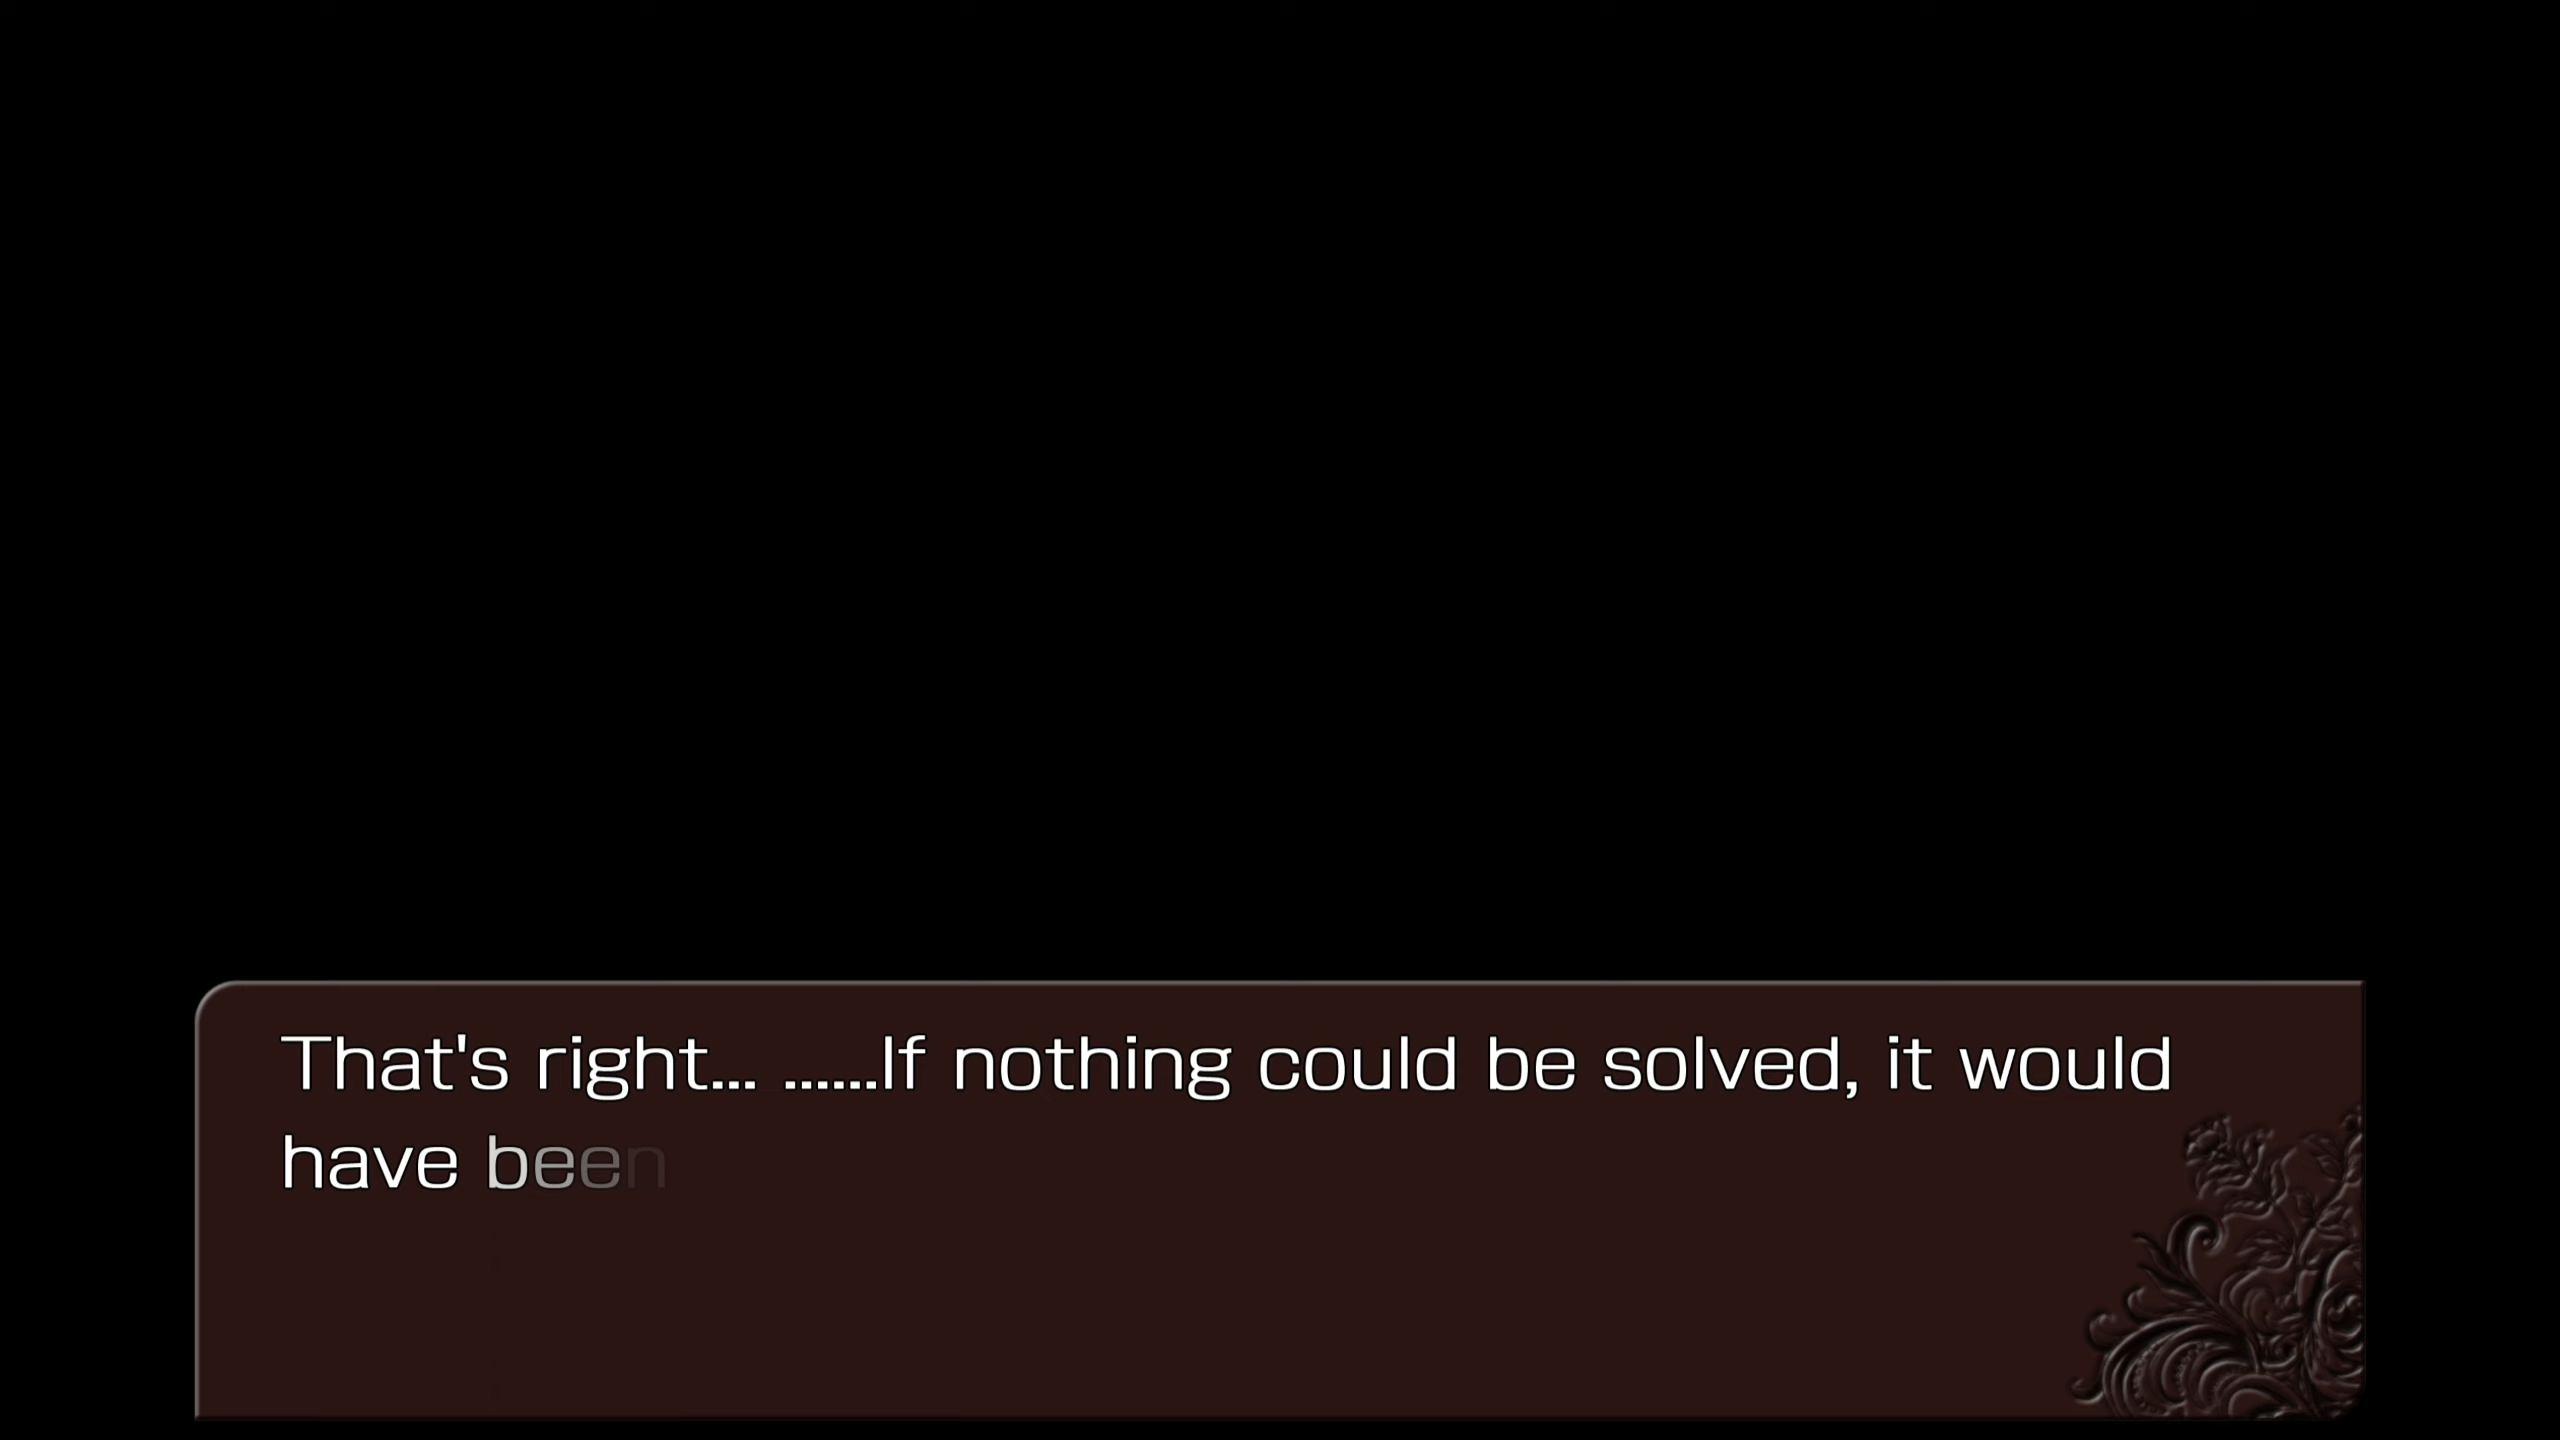 That's right... ......If nothing could be solved, it would
have been